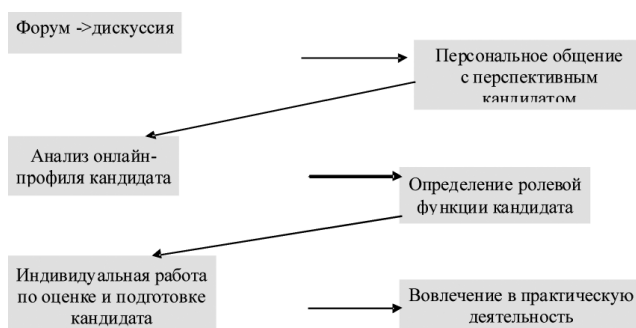 Форум ->дискуссия
Персональное общение
с перспективным
кандидатом
Анализ онлайн-
профиля кандидата
Определение ролевой
функции кандидата
Индивидуальная работа
по оценке и подготовке
кандидата
Вовлечение в практическую
деятельность